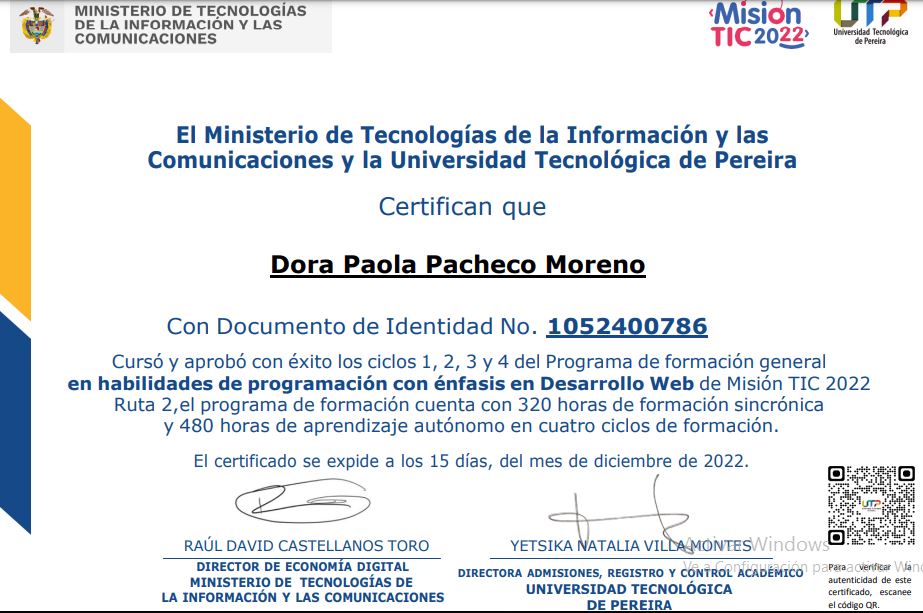 MINISTERIO DE TECNOLOGÍAS
DE LA INFORMACIÓN Y LAS
COMUNICACIONES
Misión
TIC 2022
UTP
Universidad Tecnológica
de Pereira
El Ministerio de Tecnologías de la Información y las
Comunicaciones y la Universidad Tecnológica de Pereira
Certifican que
Dora Paola Pacheco Moreno
Con Documento de Identidad No. 1052400786
Cursó y aprobó con éxito los ciclos 1, 2, 3 y 4 del Programa de formación general
en habilidades de programación con énfasis en Desarrollo Web de Misión TIC 2022
Ruta 2,el programa de formación cuenta con 320 horas de formación sincrónica
y 480 horas de aprendizaje autónomo en cuatro ciclos de formación.
El certificado se expide a los 15 días, del mes de diciembre de 2022.
RAÚL DAVID CASTELLANOS TORO
DIRECTOR DE ECONOMÍA DIGITAL
MINISTERIO DE TECNOLOGÍAS DE
LA INFORMACIÓN Y LAS COMUNICACIONES
YETSIKA NATALIA VILLA MONTES
DIRECTORA ADMISIONES, REGISTRO Y CONTROL ACADÉMICO
UNIVERSIDAD TECNOLÓGICA
DE PEREIRA
UTP
Activar Windows
Ve a Configuración para activar Win
Para verificar la
autenticidad de este
certificado, escanee
el código QR.